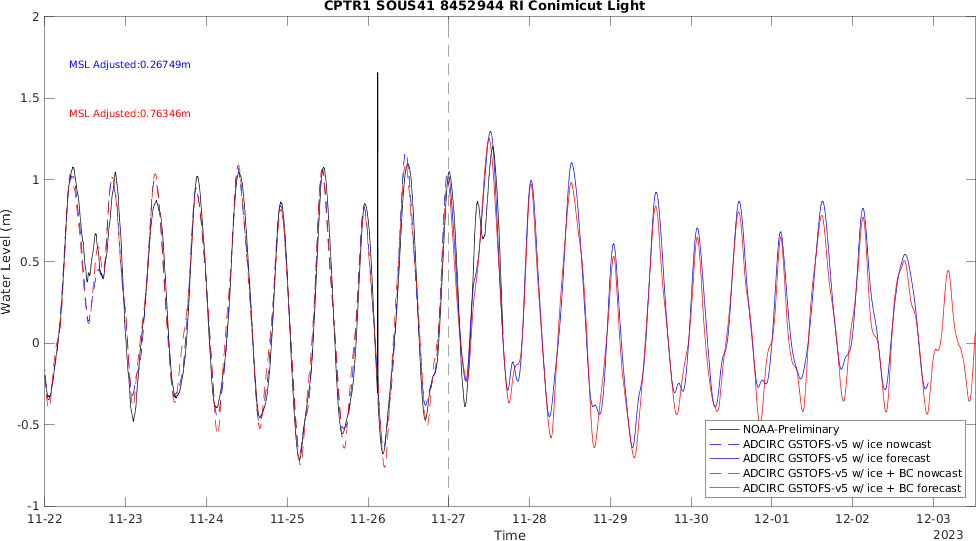 CPTR1 SOUS41 8452944 RI Conimicut Light
2
1.5
1
0.5
0
-0.5
-1
Water Level (m)
MSL Adjusted:0.26749m
MSL Adjusted:0.76346m
NOAA-Preliminary
ADCIRC GSTOFS-v5 w/ ice nowcast
ADCIRC GSTOFS-v5 w/ ice forecast
ADCIRC GSTOFS-v5 w/ ice + BC nowcast
ADCIRC GSTOFS-v5 w/ ice + BC forecast
11-22 11-23 11-24 11-25 11-26 11-27 11-28 11-29 11-30 12-01 12-02 12-03
Time
2023